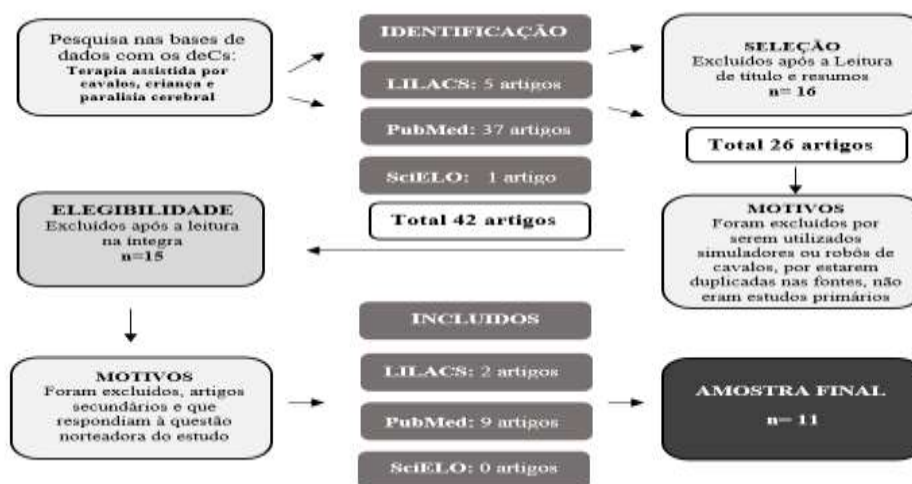 Pesquisa nas bases de
dados com os deCs:
Terapia assistida por
cavalos, criança e
paralisia cerebral
IDENTIFICAÇÃO
LILACS: 5 artigos
PubMed: 37 artigos
SciELO: 1 artigo
Total 42 artigos
SELEÇÃO
Excluídos após a Leitura
de título e resumos
n= 16
Total 26 artigos
MOTIVOS
Foram excluídos por
serem utilizados
simuladores ou robôs de
cavalos, por estarem
duplicadas nas fontes, não
eram estudos primários
ELEGIBILIDADE
Excluídos após a leitura
na íntegra
n=15
MOTIVOS
Foram excluídos, artigos
secundários e que
respondiam à questão
norteadora do estudo
INCLUIDOS
LILACS: 2 artigos
PubMed: 9 artigos
SciELO: 0 artigos
AMOSTRA FINAL
n= 11